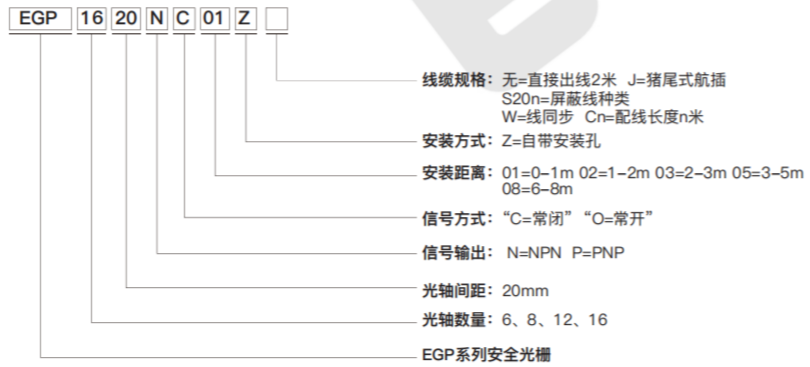 EGP 16 20 N C 01 Z
线缆规格：无=直接出线2米 J=猪尾式航插
S20n=屏蔽线种类
W=线同步 Cn=配线长度n米
安装方式：Z=自带安装孔
安装距离：01=0-1m 02=1-2m 03=2-3m 05=3-5m
08=6-8m
信号方式：“C=常闭”“O=常开”
信号输出： N=NPN P=PNP
光轴间距：20mm
光轴数量：6、8、12、16
EGP系列安全光栅